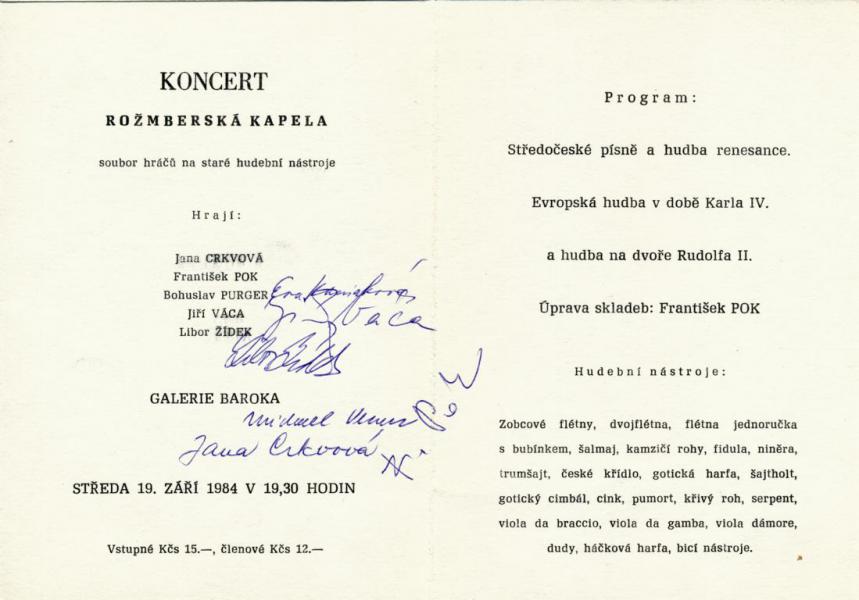 KONCERT
ROŽMBERSKÁ KAPELA
soubor hráčů na staré hudební nástroje
Hrají:
Jana CRKVOVÁ
František POK
Bohuslav PURGER
Jiří VÁCA
Libor ŽÍDEK
Váca
GALERIE BAROKA
Jana Crkvová
STŘEDA 19. ZÁŘÍ 1984 V 19,30 HODIN
Vstupné Kčs 15.—, členové Kčs 12.—
Program:
Středočeské písně a hudba renesance.
Evropská hudba v době Karla IV.
a hudba na dvoře Rudolfa II.
Úprava skladeb: František POK
Hudební nástroje:
Zobcové flétny, dvojflétna, flétna jednoručka
s bubínkem, šalmaj, kamzičí rohy, fidula, niněra,
trumšajt, české křídlo, gotická harfa, šajtholt,
gotický cimbál, cink, pumort, křivý roh, serpent,
viola da braccio, viola da gamba, viola dámore,
dudy, háčková harfa, bicí nástroje.